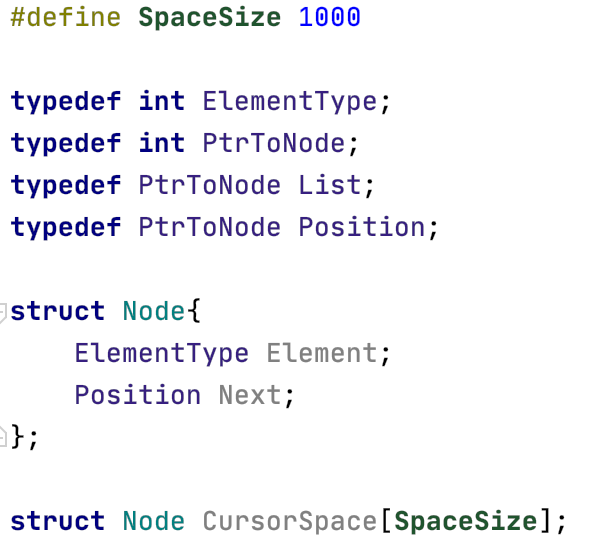 #define SpaceSize 1000
typedef int ElementType;
typedef int PtrToNode;
typedef PtrToNode List;
typedef PtrToNode Position;
struct Node{
    ElementType Element;
    Position Next;
};
struct Node CursorSpace[SpaceSize];